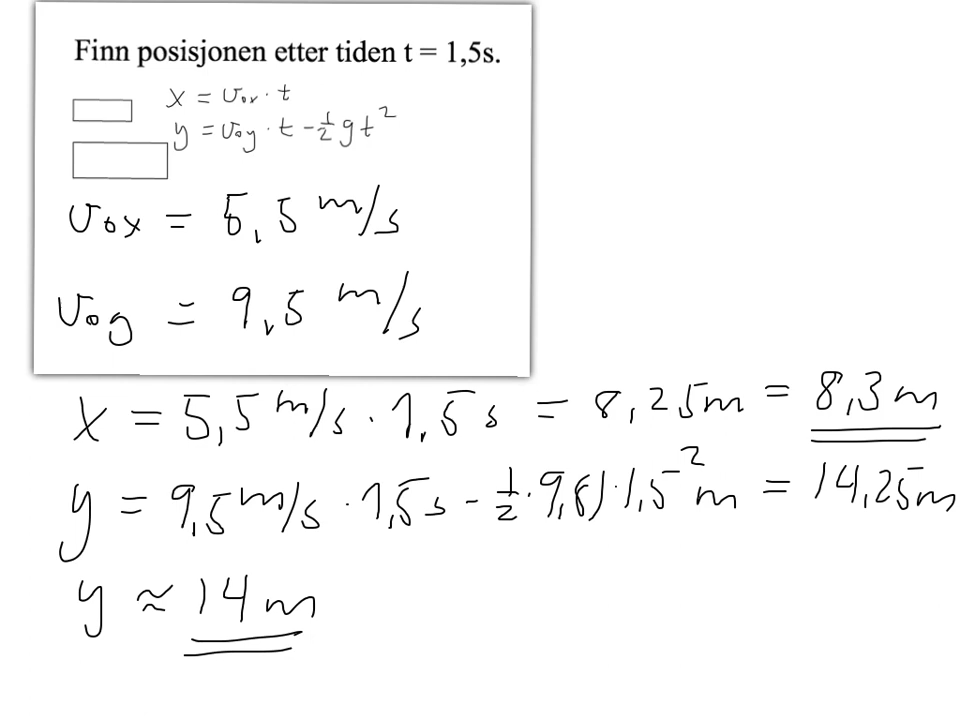 Finn posisjonen etter tiden t = 1,5s.
x = v₀ₓ · t
y = v₀y · t - ½gt²
v₀ₓ = 5,5 m/s
v₀y = 9,5 m/s
x = 5,5 m/s · 1,5 s = 8,25m = 8,3 m
y = 9,5 m/s · 1,5s - ½ · 9,81 · 1,5² m = 14,25m
y ≈ 14 m